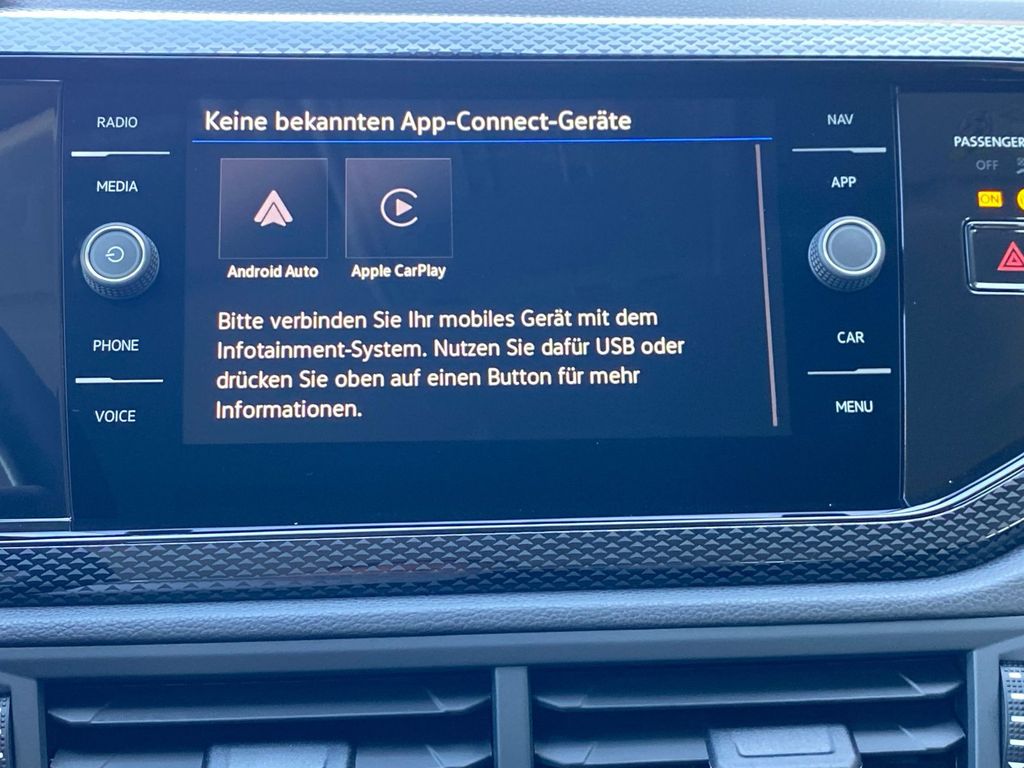 RADIO
MEDIA
PHONE
VOICE
Keine bekannten App-Connect-Geräte
Android Auto
Apple CarPlay
Bitte verbinden Sie Ihr mobiles Gerät mit dem
Infotainment-System. Nutzen Sie dafür USB oder
drücken Sie oben auf einen Button für mehr
Informationen.
NAV
APP
CAR
MENU
PASSENGER
OFF
ON